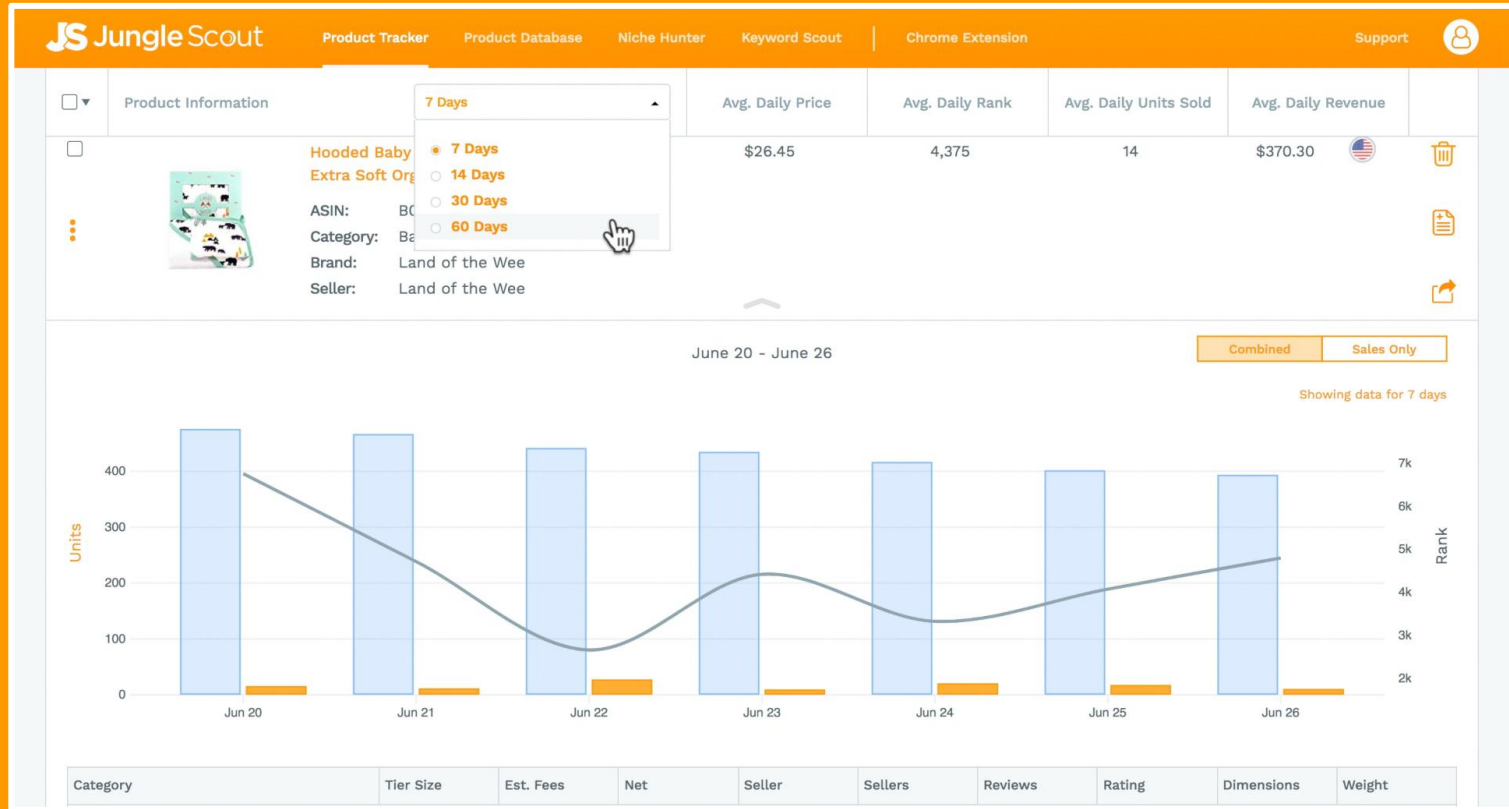 JS Jungle Scout
Product Tracker
Product Database
Niche Hunter
Keyword Scout
Chrome Extension
Support
Product Information
7 Days
Avg. Daily Price
Avg. Daily Rank
Avg. Daily Units Sold
Avg. Daily Revenue
7 Days
14 Days
30 Days
60 Days
Hooded Baby
Extra Soft Org
ASIN: B0
Category: Ba
Brand: Land of the Wee
Seller: Land of the Wee
$26.45
4,375
14
$370.30
June 20 - June 26
Combined
Sales Only
Showing data for 7 days
Units
400
300
200
100
0
Rank
7k
6k
5k
4k
3k
2k
Jun 20
Jun 21
Jun 22
Jun 23
Jun 24
Jun 25
Jun 26
Category
Tier Size
Est. Fees
Net
Seller
Sellers
Reviews
Rating
Dimensions
Weight